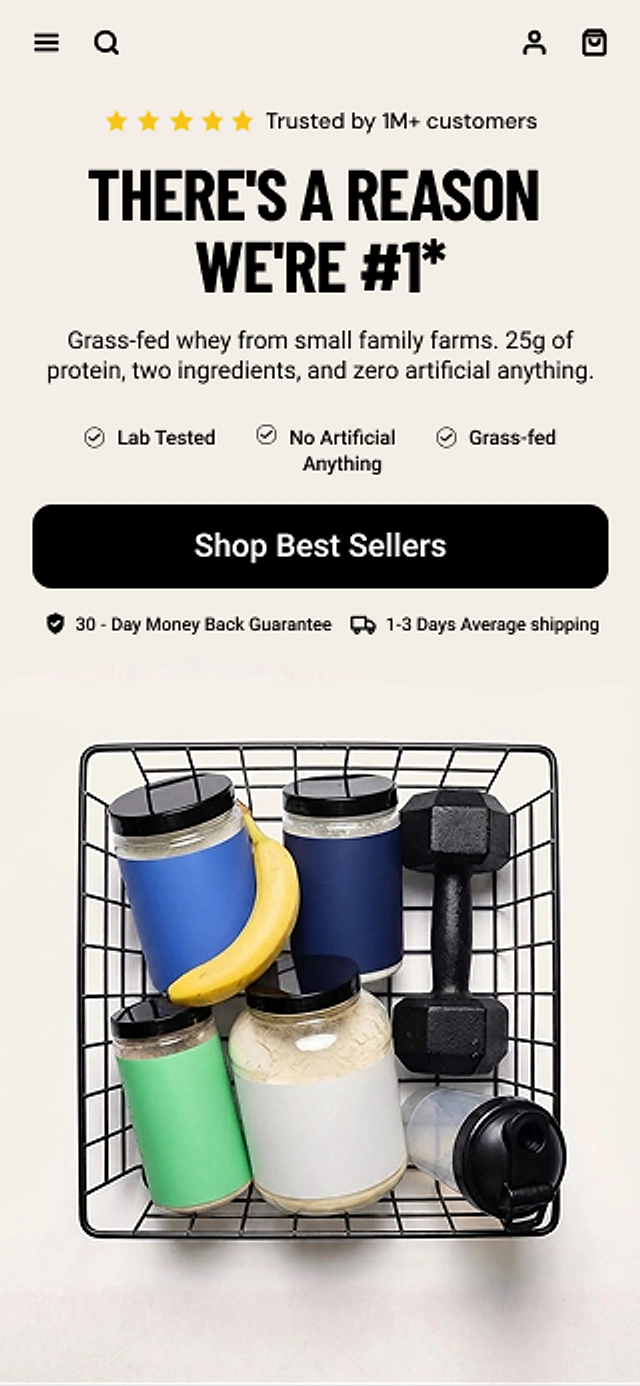 Trusted by 1M+ customers
THERE'S A REASON
WE'RE #1*
Grass-fed whey from small family farms. 25g of
protein, two ingredients, and zero artificial anything.
Lab Tested
No Artificial
Anything
Grass-fed
Shop Best Sellers
30 - Day Money Back Guarantee
1-3 Days Average shipping